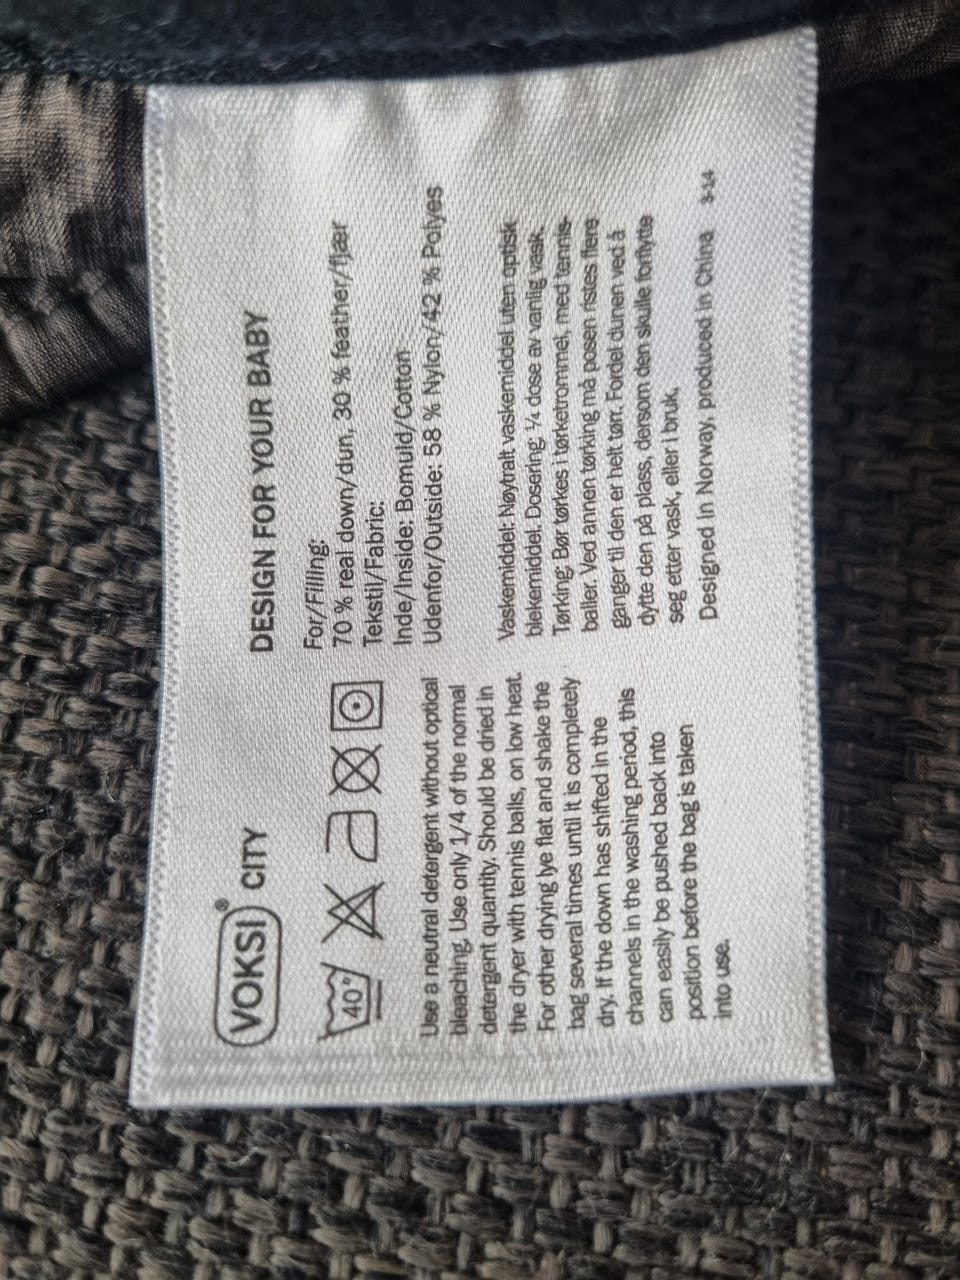 VOKSI® CITY
40°
Use a neutral detergent without optical
bleaching. Use only 1/4 of the normal
detergent quantity. Should be dried in
the dryer with tennis balls, on low heat.
For other drying lye flat and shake the
bag several times until it is completely
dry. If the down has shifted in the
channels in the washing period, this
can easily be pushed back into
position before the bag is taken
into use.
DESIGN FOR YOUR BABY
For/Filling:
70 % real down/dun, 30 % feather/fjær
Tekstil/Fabric:
Inde/Inside: Bomuld/Cotton
Udenfor/Outside: 58 % Nylon/42 % Polyes
Vaskemiddel: Nøytralt vaskemiddel uten optisk
blekemiddel. Dosering: ¼ dose av vanlig vask.
Tørking: Bør tørkes i tørketrommel, med tennis-
baller. Ved annen tørking må posen ristes flere
ganger til den er helt tørr. Fordel dunen ved å
dytte den på plass, dersom den skulle forflytte
seg etter vask, eller i bruk.
Designed in Norway, produced in China 3-14